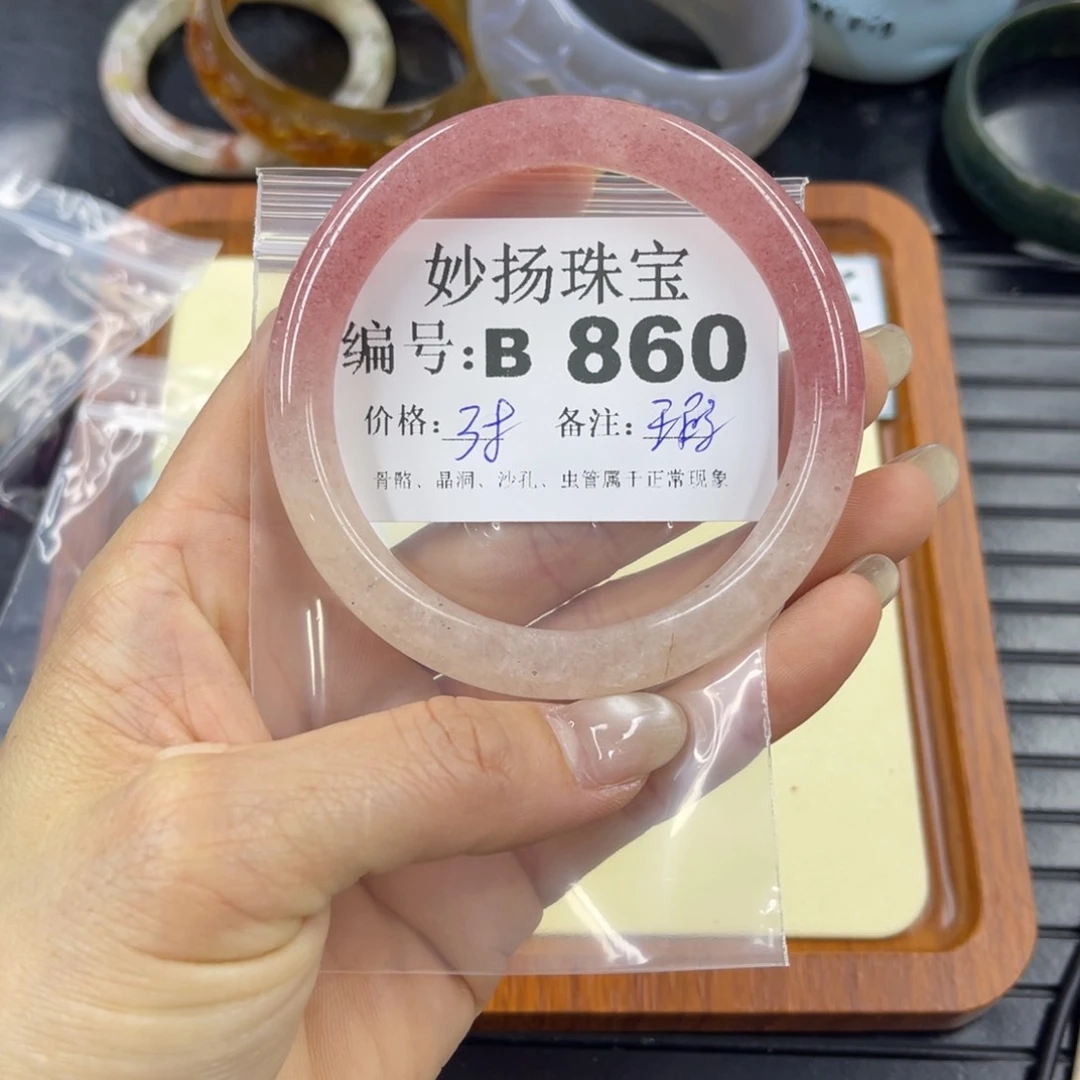 妙扬珠宝
编号:B 860
价格: 备注:
骨骼、晶洞、沙孔、虫管属于正常现象